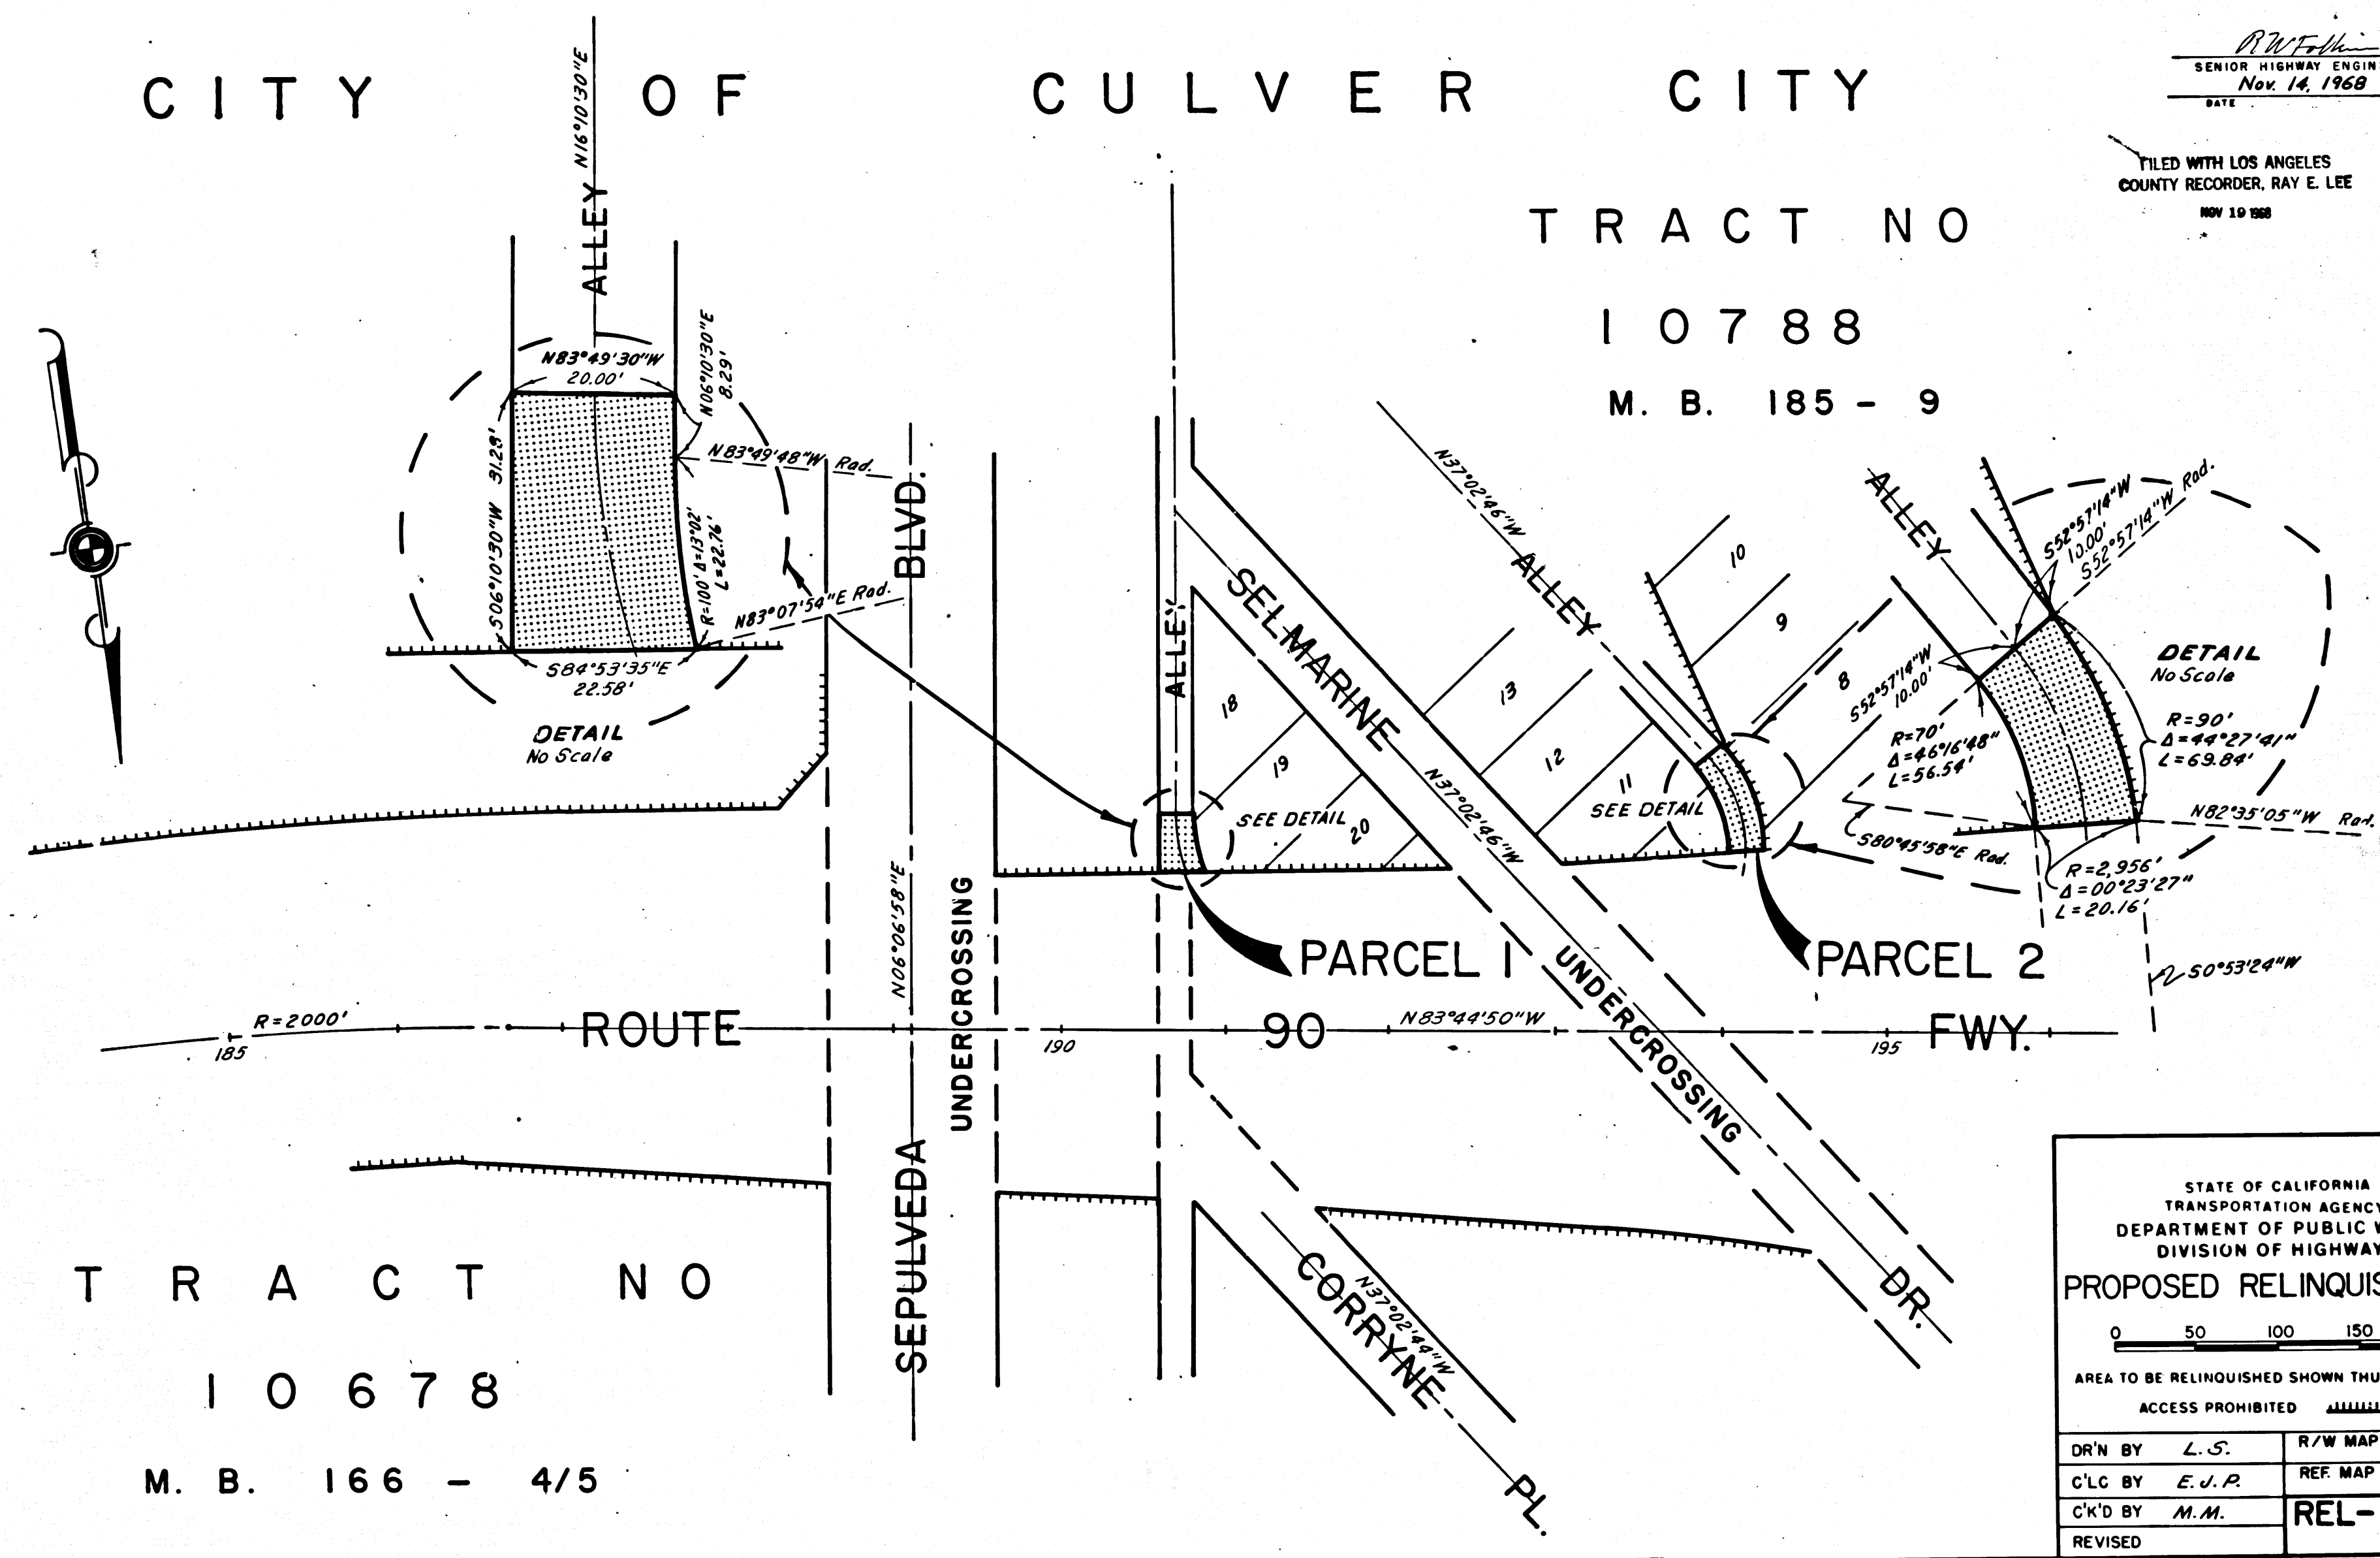 CITY OF CULVER CITY
SENIOR HIGHWAY ENGIN
Nov. 14, 1968
DATE
FILED WITH LOS ANGELES
COUNTY RECORDER, RAY E. LEE
NOV 19 1968
TRACT NO
10788
M. B. 185 - 9
ALLEY N16°10'30"E
N83°49'30"W
20.00'
N06°10'30"E
8.29'
S06°10'30"W 31.29'
N83°49'48"W Rad.
R=100' Δ=13°02'
L=22.76'
N83°07'54"E Rad.
S84°53'35"E
22.58'
DETAIL
No Scale
SEPULVEDA BLVD.
N06°06'58"E
UNDERCROSSING
ALLEY
SELMARINE DR.
N37°02'46"W
UNDERCROSSING
18
19
20
SEE DETAIL
N37°02'46"W
ALLEY
10
9
8
13
12
11
SEE DETAIL
ALLEY
S52°57'14"W
10.00'
S52°57'14"W Rad.
S52°57'14"W
10.00'
DETAIL
No Scale
R=70'
Δ=46°16'48"
L=56.54'
R=90'
Δ=44°27'41"
L=69.84'
N82°35'05"W Rad.
S80°45'58"E Rad.
R=2,956'
Δ=00°23'27"
L=20.16'
S0°53'24"W
PARCEL 1
PARCEL 2
R=2000'
185
ROUTE
190
90
N83°44'50"W
195
FWY.
CORRYNE PL.
N37°02'44"W
TRACT NO
10678
M. B. 166 - 4/5
STATE OF CALIFORNIA
TRANSPORTATION AGENCY
DEPARTMENT OF PUBLIC
DIVISION OF HIGHWAY
PROPOSED RELINQUIS
0 50 100 150
AREA TO BE RELINQUISHED SHOWN THU
ACCESS PROHIBITED
DR'N BY L.S.
R/W MAP
C'LC BY E.J.P.
REF. MAP
C'K'D BY M.M.
REL-
REVISED